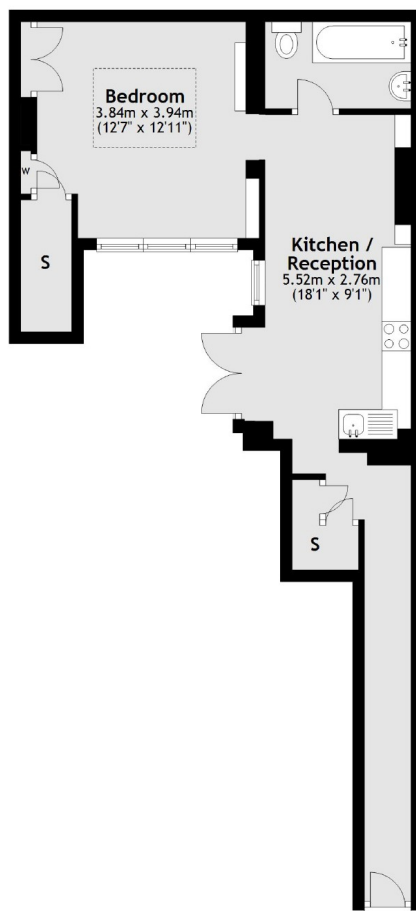 Bedroom
3.84m x 3.94m
(12'7" x 12'11")
w
S
Kitchen /
Reception
5.52m x 2.76m
(18'1" x 9'1")
S